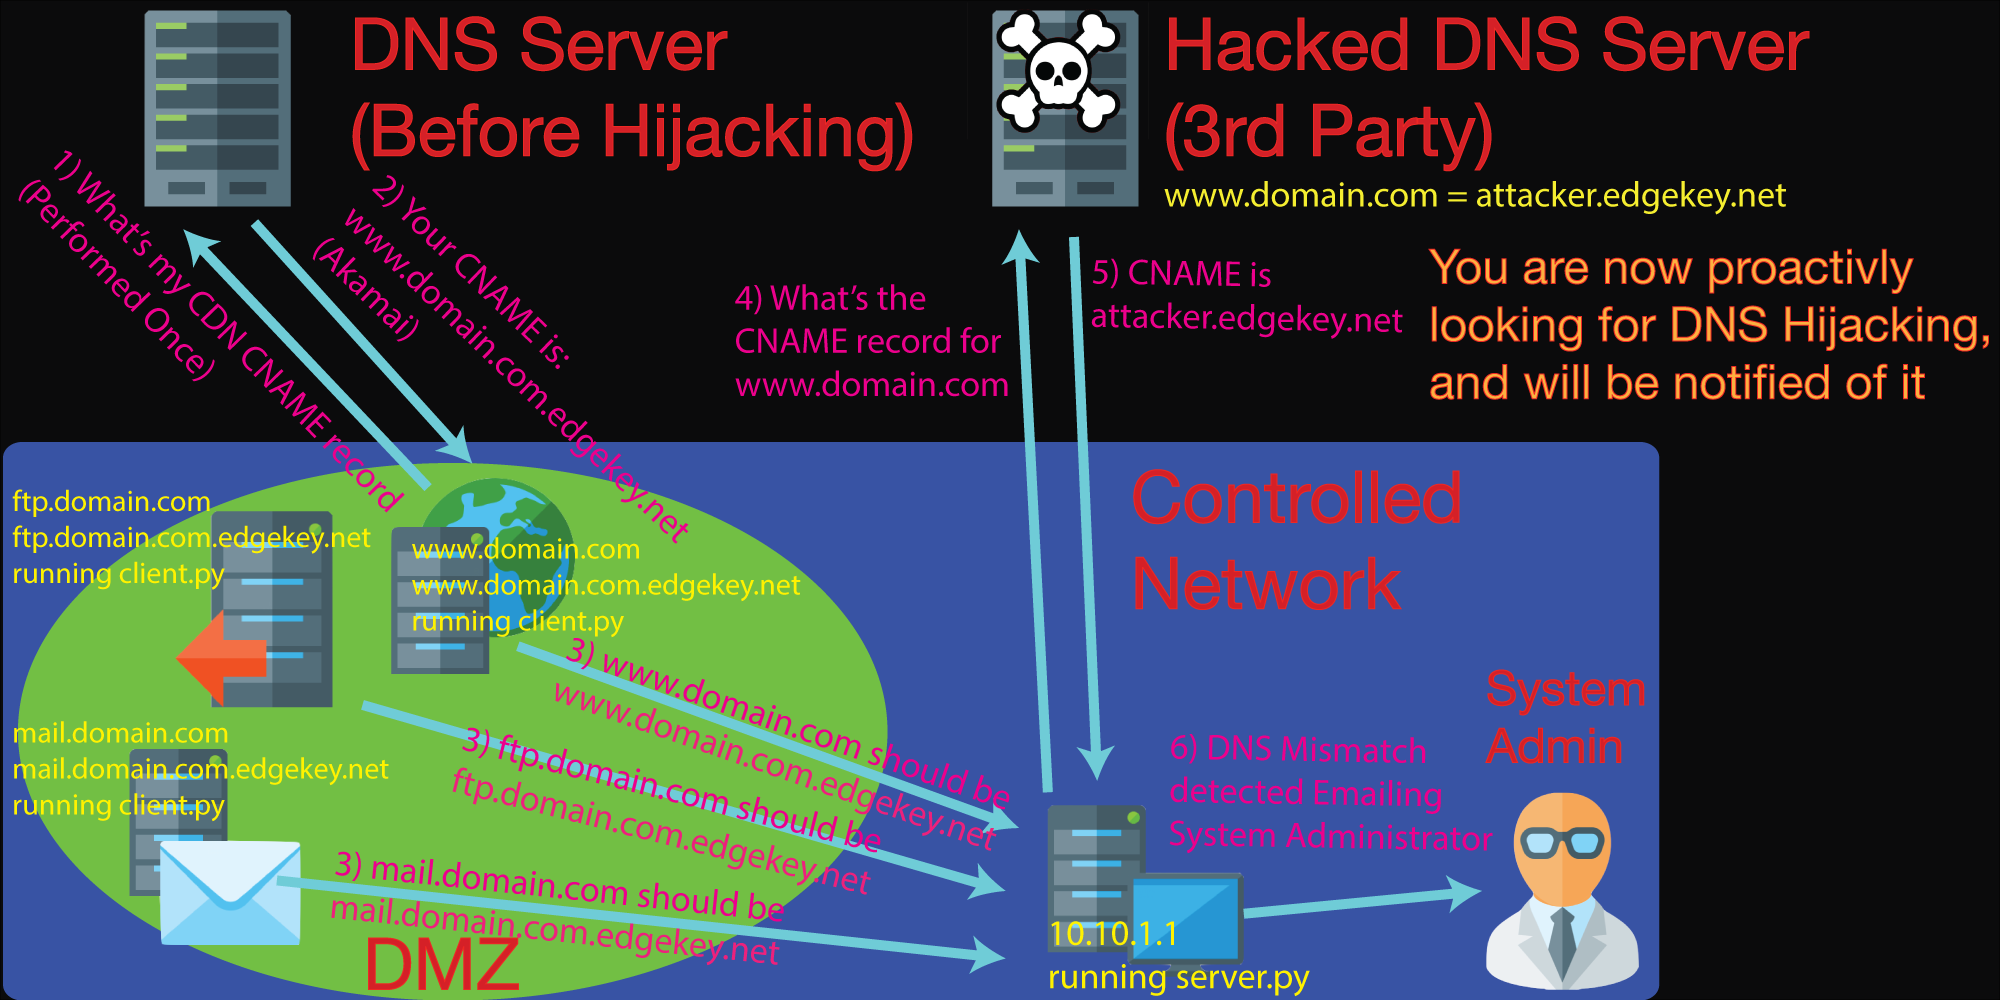 DNS Server
(Before Hijacking)
Hacked DNS Server
(3rd Party)
www.domain.com = attacker.edgekey.net
You are now proactivly
looking for DNS Hijacking,
and will be notified of it
1) What's my CDN CNAME record
(Performed Once)
2) Your CNAME is:
www.domain.com.edgekey.net
(Akamai)
4) What's the
CNAME record for
www.domain.com
5) CNAME is
attacker.edgekey.net
Controlled
Network
ftp.domain.com
ftp.domain.com.edgekey.net
running client.py
www.domain.com
www.domain.com.edgekey.net
running client.py
mail.domain.com
mail.domain.com.edgekey.net
running client.py
3) www.domain.com should be
www.domain.com.edgekey.net
3) ftp.domain.com should be
ftp.domain.com.edgekey.net
3) mail.domain.com should be
mail.domain.com.edgekey.net
DMZ
6) DNS Mismatch
detected Emailing
System Administrator
System
Admin
10.10.1.1
running server.py